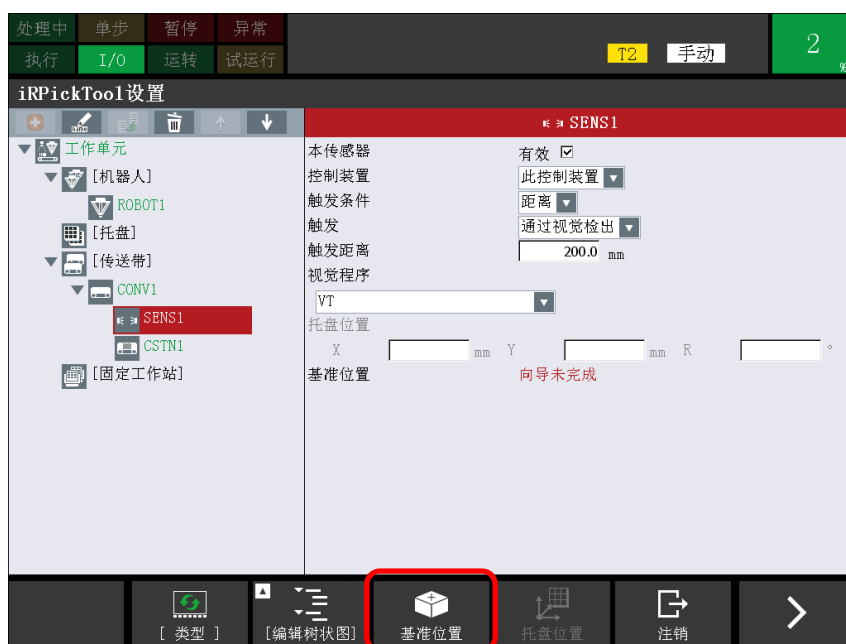 处理中 单步 暂停 异常
执行 I/O 运转 试运行 T2 手动 2 %
iRPickTool设置
SENS1
工作单元
[机器人]
ROBOT1
[托盘]
[传送带]
CONV1
SENS1
CSTN1
[固定工作站]
本传感器 有效
控制装置 此控制装置
触发条件 距离
触发 通过视觉检出
触发距离 200.0 mm
视觉程序
VT
托盘位置
X mm Y mm R °
基准位置 向导未完成
[ 类型 ] [编辑树状图] 基准位置 托盘位置 注销